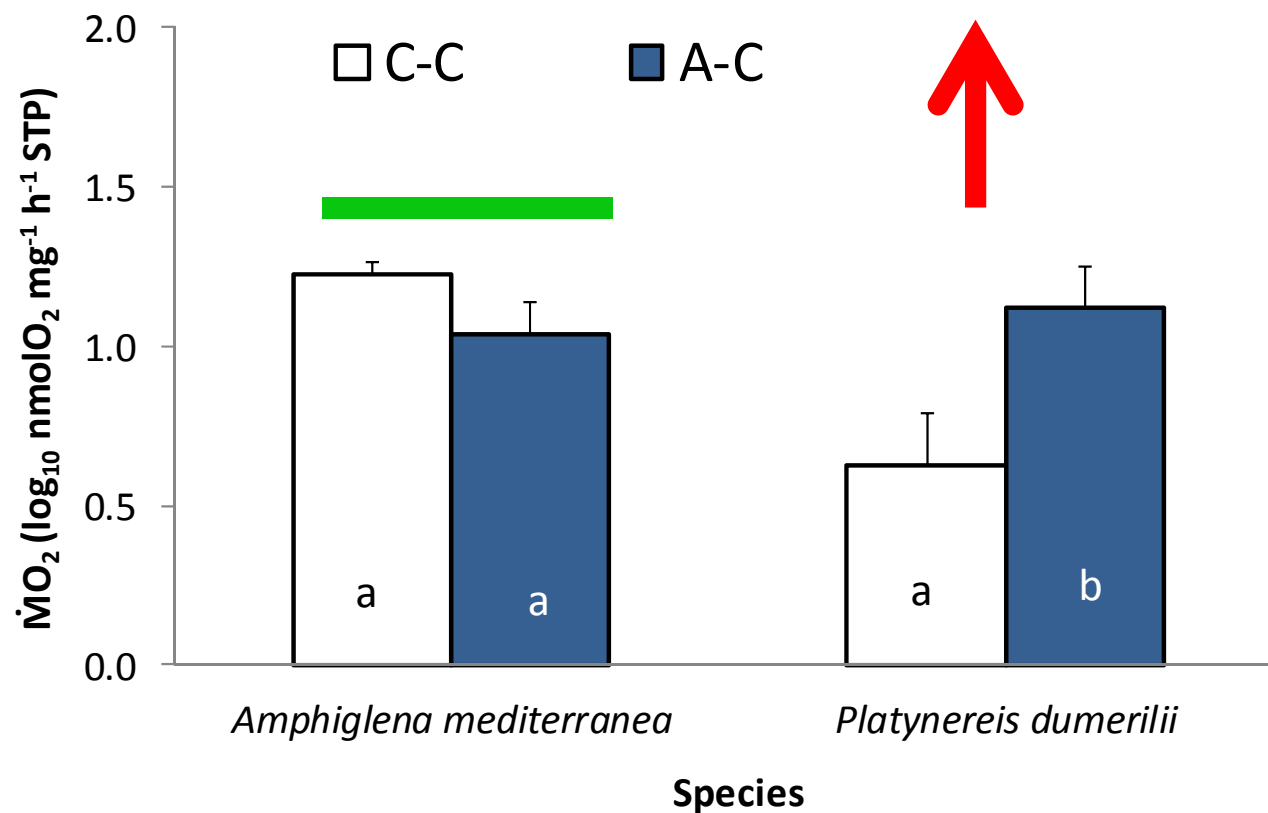 2.0
1.5
1.0
0.5
0.0
ṀO₂ (log₁₀ nmolO₂ mg⁻¹ h⁻¹ STP)
C-C A-C
a a a b
Amphiglena mediterranea Platynereis dumerilii
Species